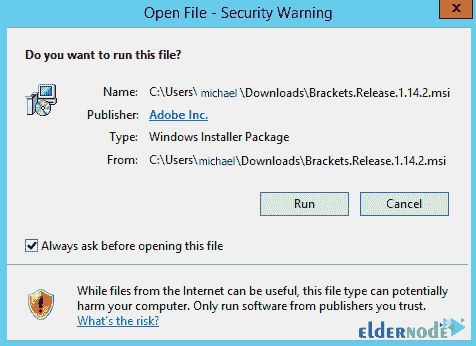 Open File - Security Warning
x
Do you want to run this file?
Name: C:\Users\ michael \Downloads\Brackets.Release.1.14.2.msi
Publisher: Adobe Inc.
Type: Windows Installer Package
From: C:\Users\michael\Downloads\Brackets.Release.1.14.2.msi
Run Cancel
Always ask before opening this file
While files from the Internet can be useful, this file type can potentially
harm your computer. Only run software from publishers you trust.
What's the risk?
eldernode